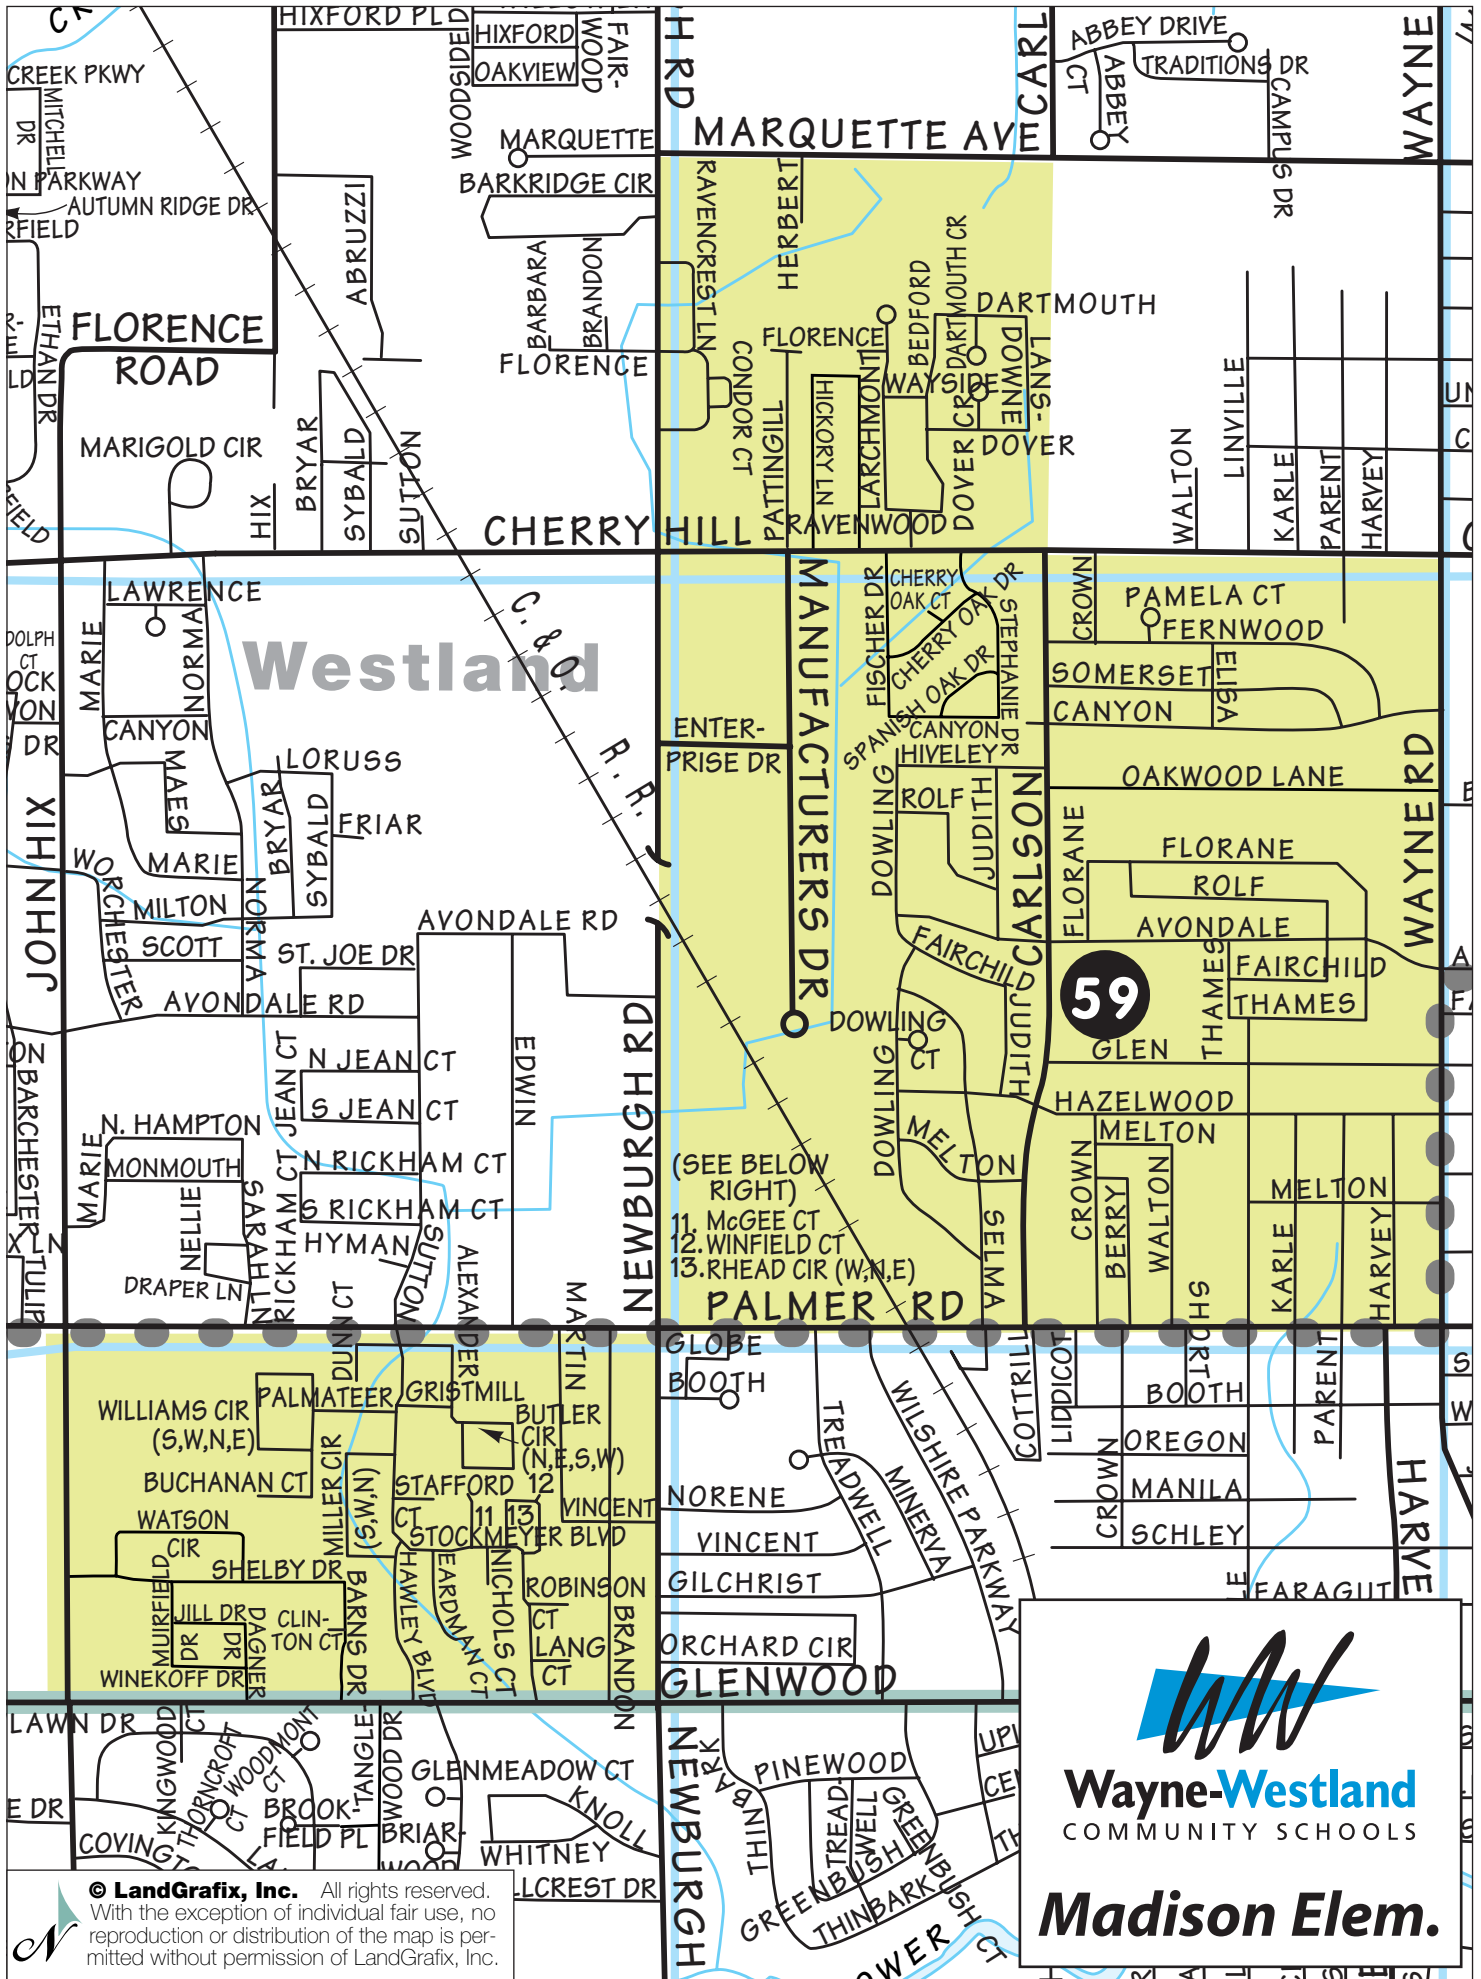 HIXFORD PL
WOODSIDE
HIXFORD
OAKVIEW
FAIR-
WOOD
CREEK PKWY
MITCHELL
DR
MARQUETTE
BARKRIDGE CIR
ON PARKWAY
AUTUMN RIDGE DR
RFIELD
ABRUZZI
BARBARA
BRANDON
FLORENCE
ETHAN DR
FLORENCE
ROAD
MARIGOLD CIR
HIX
BRYAR
SYBALD
SUTTON
CARL
ABBEY DRIVE
TRADITIONS DR
ABBEY
CT
CAMPUS DR
WAYNE
MARQUETTE AVE
RAVENCREST LN
HERBERT
BEDFORD
DARTMOUTH CR
DARTMOUTH
FLORENCE
CONDOR CT
PATTINGILL
HICKORY LN
LARCHMONT
WAYSIDE
LANS-
DOWNE
DOVER CR
DOVER
RAVENWOOD
LINVILLE
WALTON
KARLE
PARENT
HARVEY
CHERRY HILL
LAWRENCE
MARIE
NORMA
CANYON
Westland
C. & O. R. R.
ENTER-
PRISE DR
MANUFACTURERS DR
FISCHER DR
CHERRY
OAK CT
CHERRY OAK DR
SPANISH OAK DR
STEPHANIE DR
CANYON
HIVELEY
ROLF
DOWLING
JUDITH
CARLSON
CROWN
PAMELA CT
FERNWOOD
SOMERSET
ELISA
CANYON
OAKWOOD LANE
WAYNE RD
FLORANE
FLORANE
ROLF
AVONDALE
THAMES
FAIRCHILD
THAMES
59
GLEN
HAZELWOOD
JOHN HIX
MAES
LORUSS
BRYAR
SYBALD
FRIAR
MARIE
WORCHESTER
MILTON
SCOTT
NORMA
ST. JOE DR
AVONDALE RD
AVONDALE RD
N JEAN CT
S JEAN CT
JEAN CT
EDWIN
NEWBURGH RD
BARCHESTER
TULIP
MARIE
N. HAMPTON
MONMOUTH
NELLIE
SARAH LN
DRAPER LN
RICKHAM CT
N RICKHAM CT
S RICKHAM CT
HYMAN
SUTTON
ALEXANDER
DUNN CT
MARTIN
FAIRCHILD
JUDITH
DOWLING
CT
DOWLING
MELTON
SELMA
(SEE BELOW
RIGHT)
11. McGEE CT
12. WINFIELD CT
13. RHEAD CIR (W,N,E)
PALMER RD
CROWN
MELTON
BERRY
WALTON
MELTON
KARLE
HARVEY
TROHS
PARENT
WILLIAMS CIR
(S,W,N,E)
PALMATEER
GRISTMILL
BUTLER
CIR
(N,E,S,W)
BUCHANAN CT
MILLER CIR
(S,W,N)
STAFFORD
CT
11
12
13
VINCENT
STOCKMEYER BLVD
WATSON
CIR
SHELBY DR
MUIRFIELD
DR
JILL DR
DAGNER
DR
CLIN-
TON CT
BARNS DR
WINEKOFF DR
HAWLEY BLVD
EARDMAN CT
NICHOLS CT
ROBINSON
CT
LANG
CT
BRANDON
GLOBE
BOOTH
NORENE
VINCENT
GILCHRIST
ORCHARD CIR
TREADWELL
MINERVA
WILSHIRE PARKWAY
COTTRILL
LIDDICOT
BOOTH
OREGON
MANILA
SCHLEY
CROWN
FARAGUT
HARVE
GLENWOOD
LAWN DR
KINGWOOD
CT
THORNCROFT
CT
WOODMONT
CT
BROOK-
FIELD PL
TANGLE-
WOOD DR
BRIAR-
WOOD
GLENMEADOW CT
KNOLL
WHITNEY
LLCREST DR
E DR
COVINGT
NEWBURGH
THINBARK
PINEWOOD
TREAD-
WELL
GREENBUSH
GREENBUSH CT
THINBARK
UPL
CEN
TH
OWER
Wayne-Westland
COMMUNITY SCHOOLS
Madison Elem.
N
© LandGrafix, Inc. All rights reserved.
With the exception of individual fair use, no
reproduction or distribution of the map is per-
mitted without permission of LandGrafix, Inc.